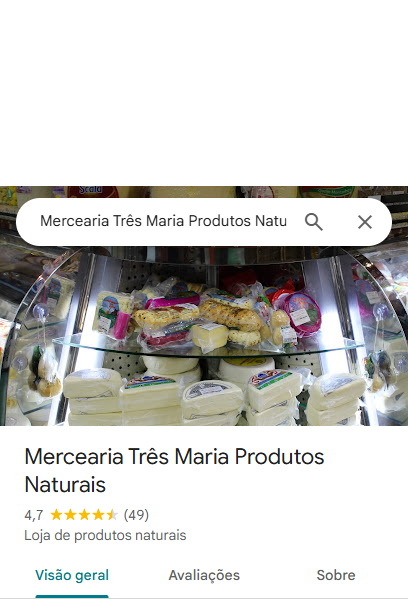 Scala
Mercearia Três Maria Produtos Natu
Mercearia Três Maria Produtos
Naturais
4,7 (49)
Loja de produtos naturais
Visão geral Avaliações Sobre